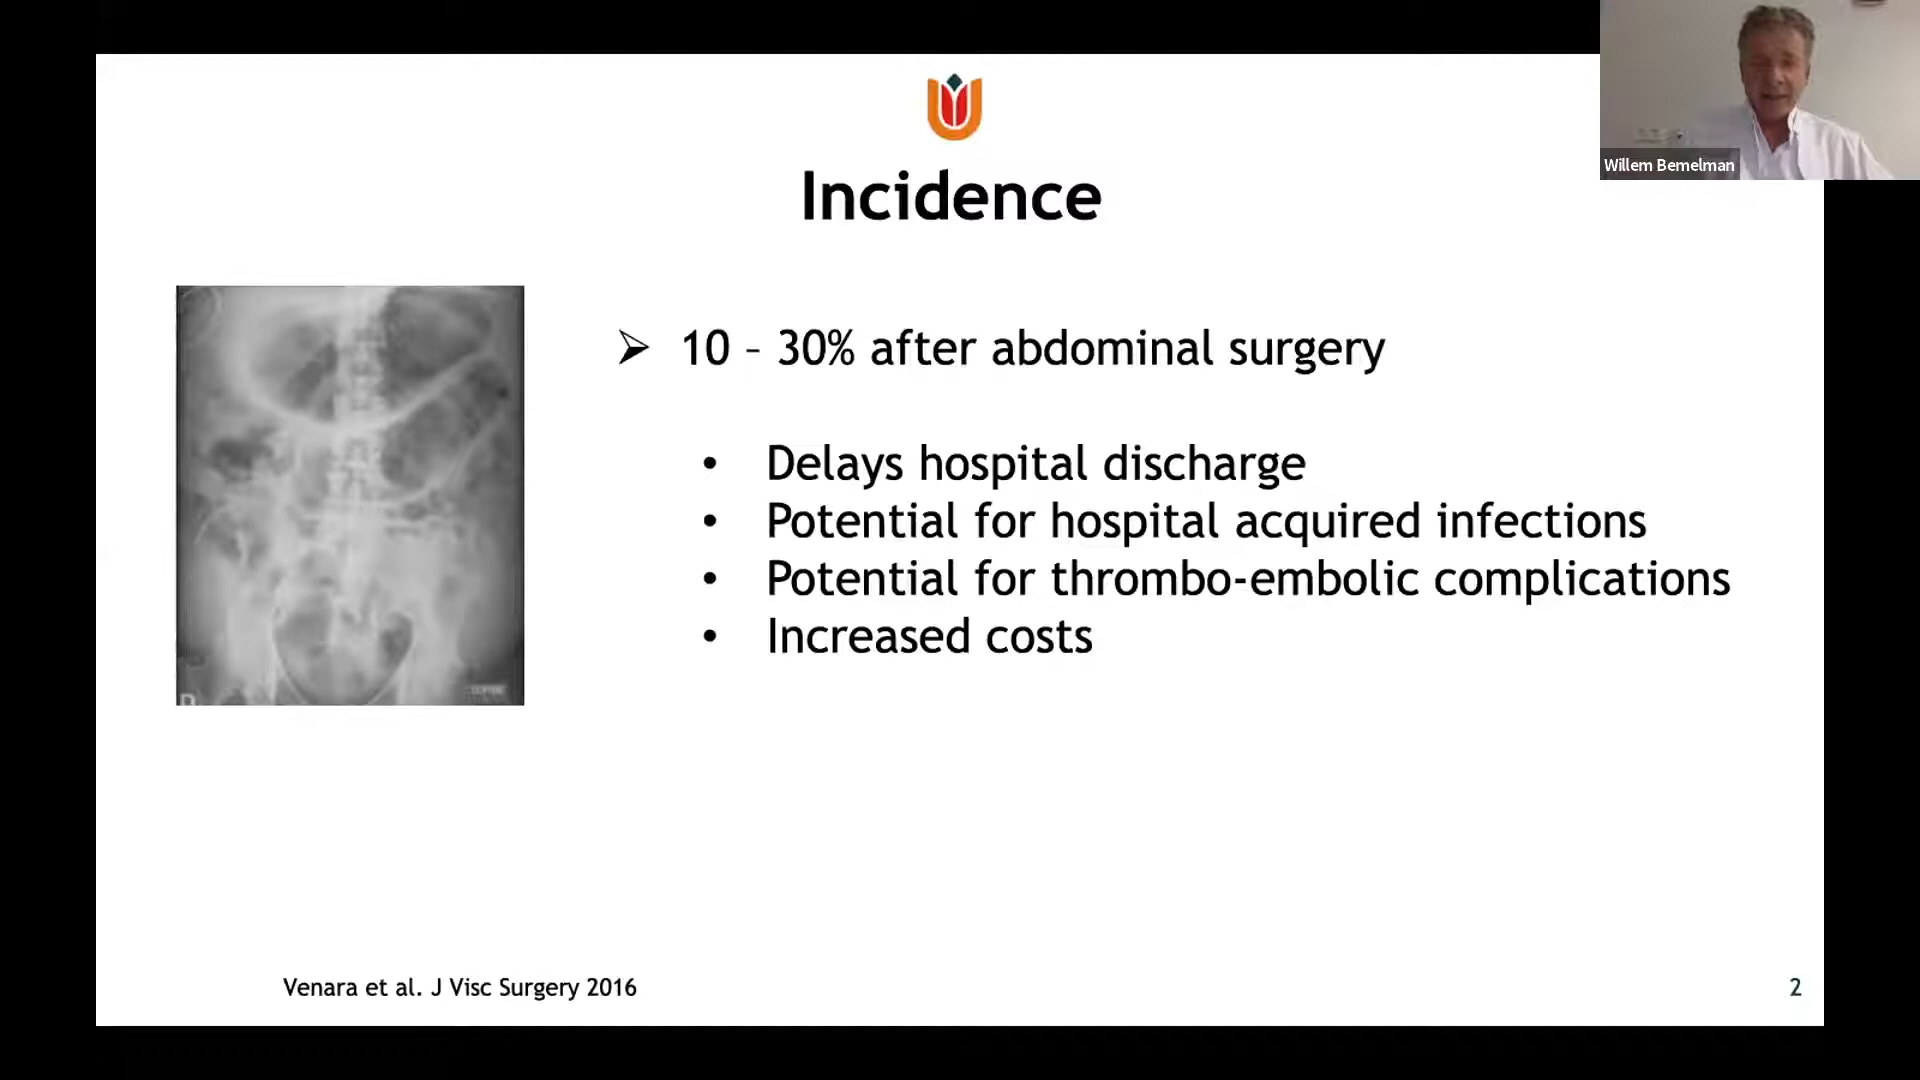 Willem Bemelman
Incidence
➢ 10 – 30% after abdominal surgery
• Delays hospital discharge
• Potential for hospital acquired infections
• Potential for thrombo-embolic complications
• Increased costs
Venara et al. J Visc Surgery 2016
2